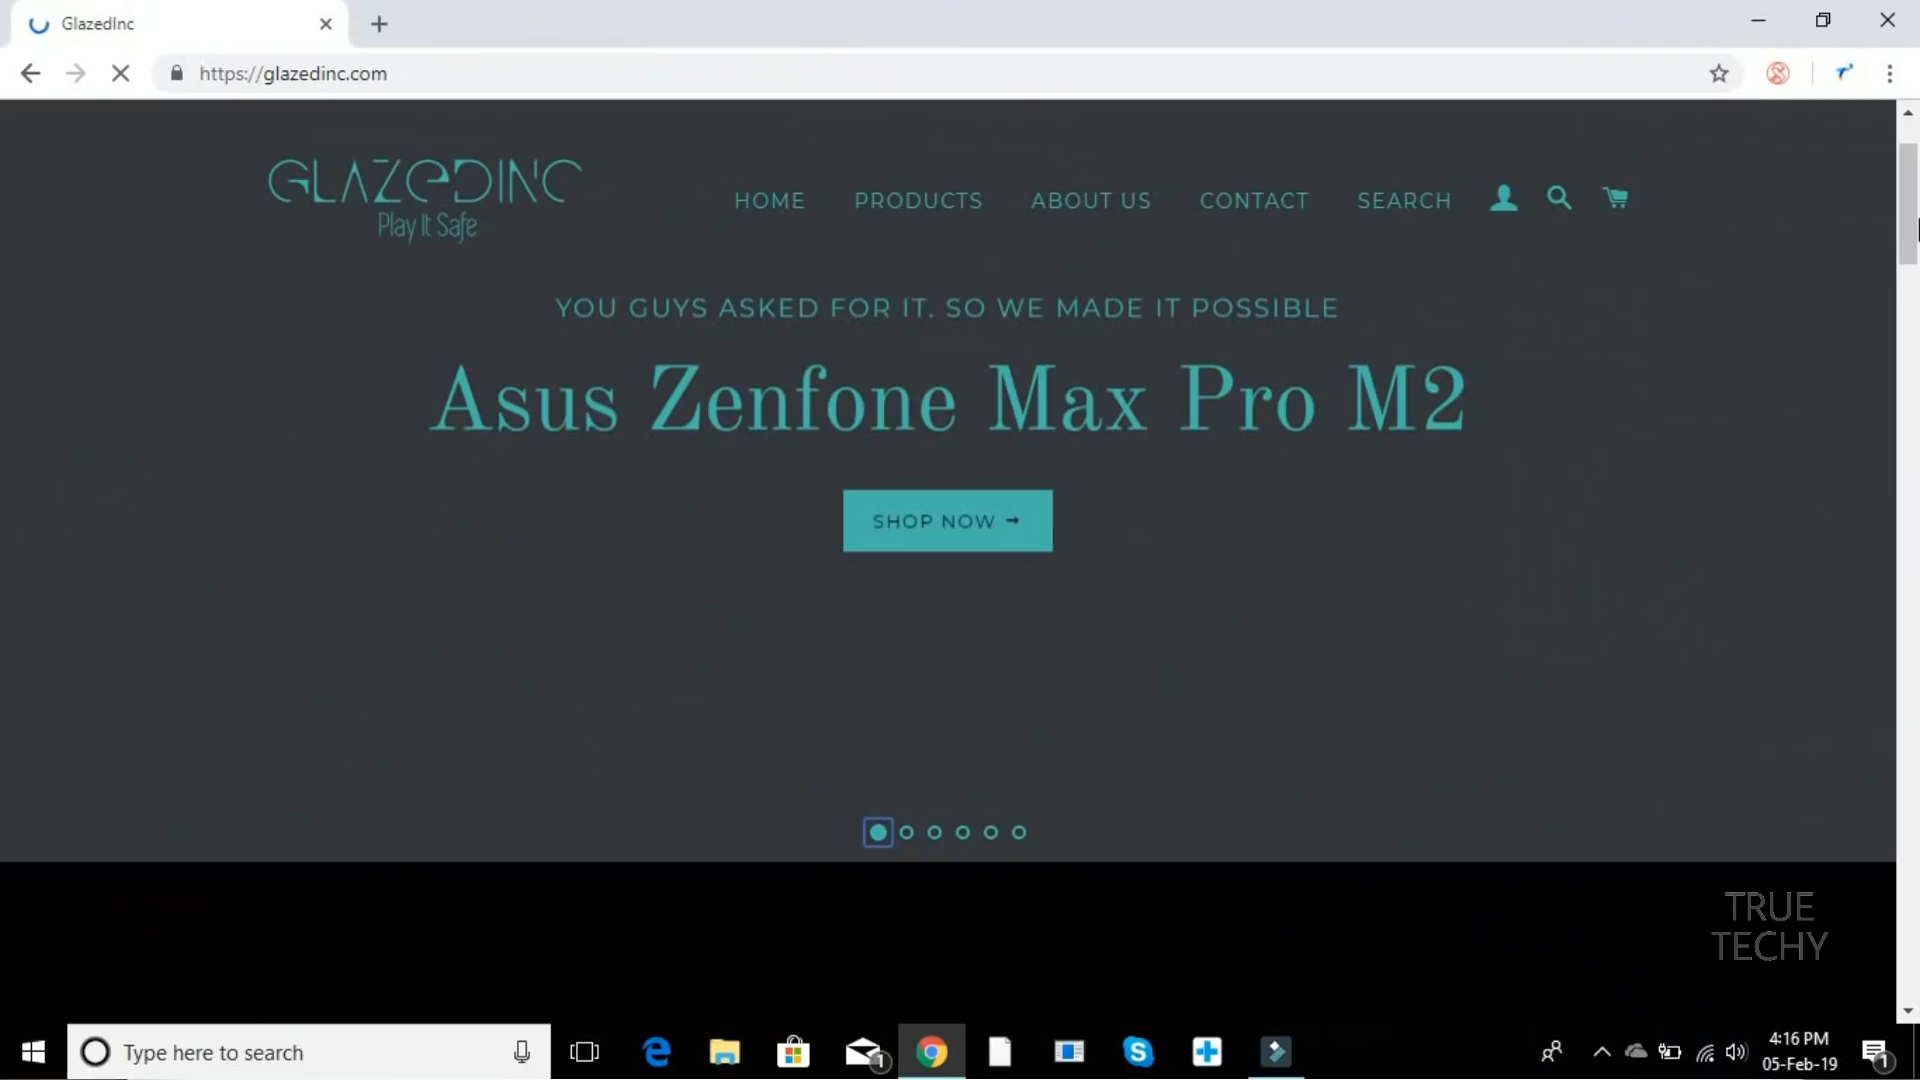 GlazedInc
https://glazedinc.com
GLAZEDINC
Play It Safe
HOME PRODUCTS ABOUT US CONTACT SEARCH
YOU GUYS ASKED FOR IT. SO WE MADE IT POSSIBLE
Asus Zenfone Max Pro M2
SHOP NOW →
TRUE
TECHY
Type here to search
1
4:16 PM
05-Feb-19
1